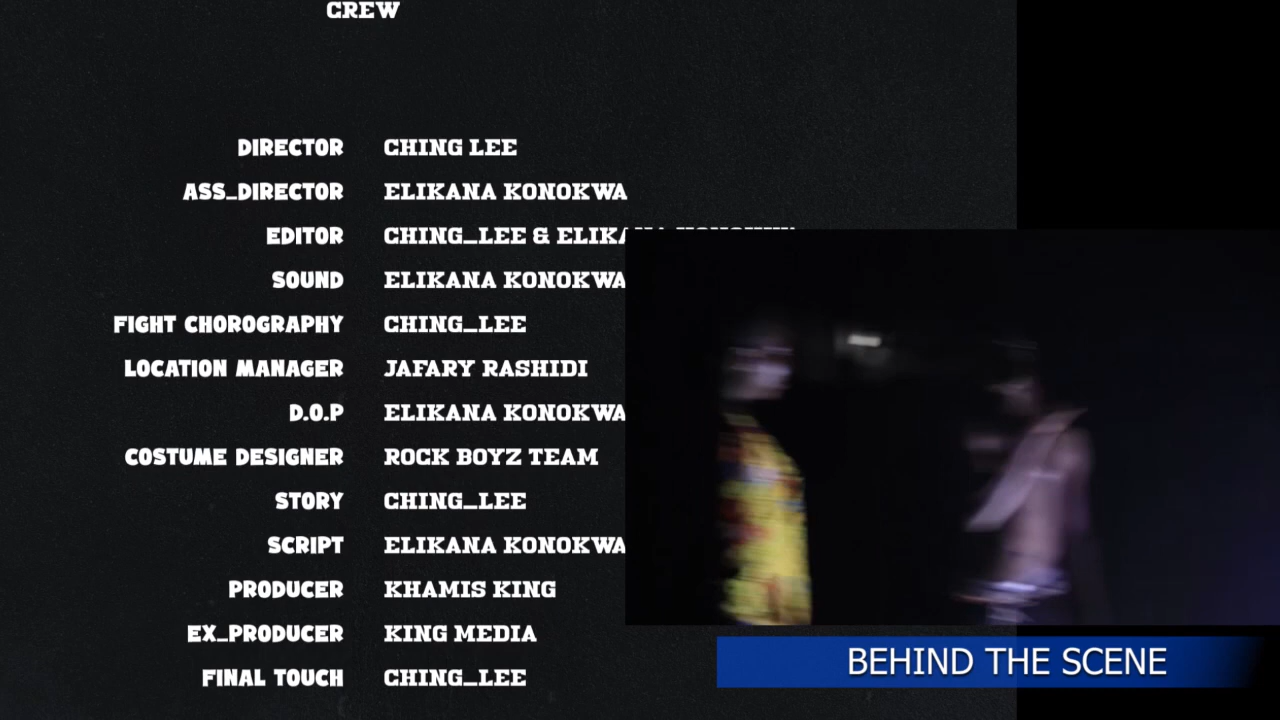 CREW
DIRECTOR CHING LEE
ASS_DIRECTOR ELIKANA KONOKWA
EDITOR CHING_LEE & ELIKANA KONOKWA
SOUND ELIKANA KONOKWA
FIGHT CHOROGRAPHY CHING_LEE
LOCATION MANAGER JAFARY RASHIDI
D.O.P ELIKANA KONOKWA
COSTUME DESIGNER ROCK BOYZ TEAM
STORY CHING_LEE
SCRIPT ELIKANA KONOKWA
PRODUCER KHAMIS KING
EX_PRODUCER KING MEDIA
FINAL TOUCH CHING_LEE
BEHIND THE SCENE